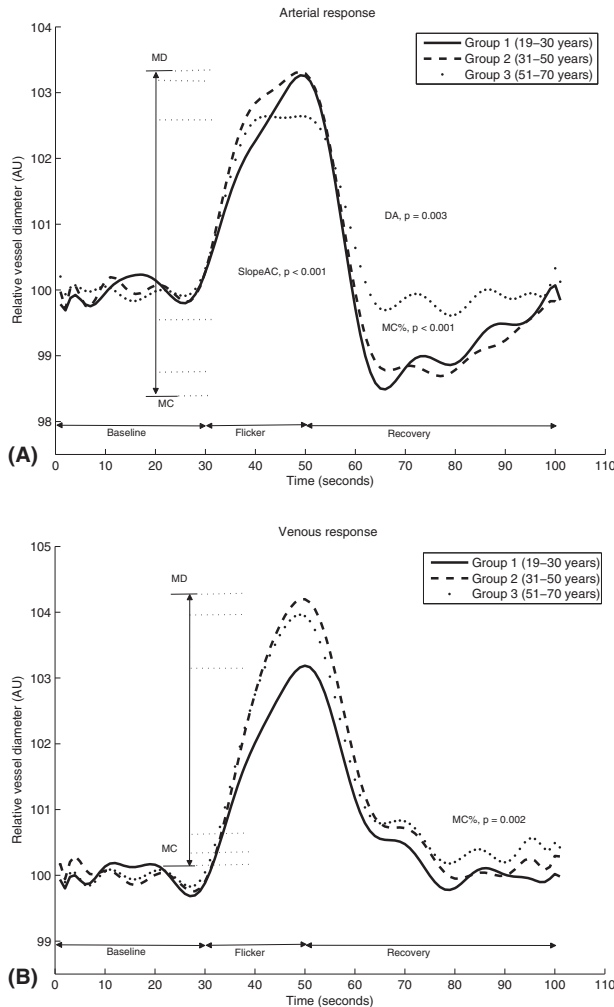 Arterial response
104
103
102
101
100
99
98
Relative vessel diameter (AU)
MD
MC
Group 1 (19–30 years)
Group 2 (31–50 years)
Group 3 (51–70 years)
DA, p = 0.003
SlopeAC, p < 0.001
MC%, p < 0.001
Baseline
Flicker
Recovery
(A)
0 10 20 30 40 50 60 70 80 90 100 110
Time (seconds)
Venous response
105
104
103
102
101
100
99
Relative vessel diameter (AU)
MD
MC
Group 1 (19–30 years)
Group 2 (31–50 years)
Group 3 (51–70 years)
MC%, p = 0.002
Baseline
Flicker
Recovery
(B)
0 10 20 30 40 50 60 70 80 90 100 110
Time (seconds)